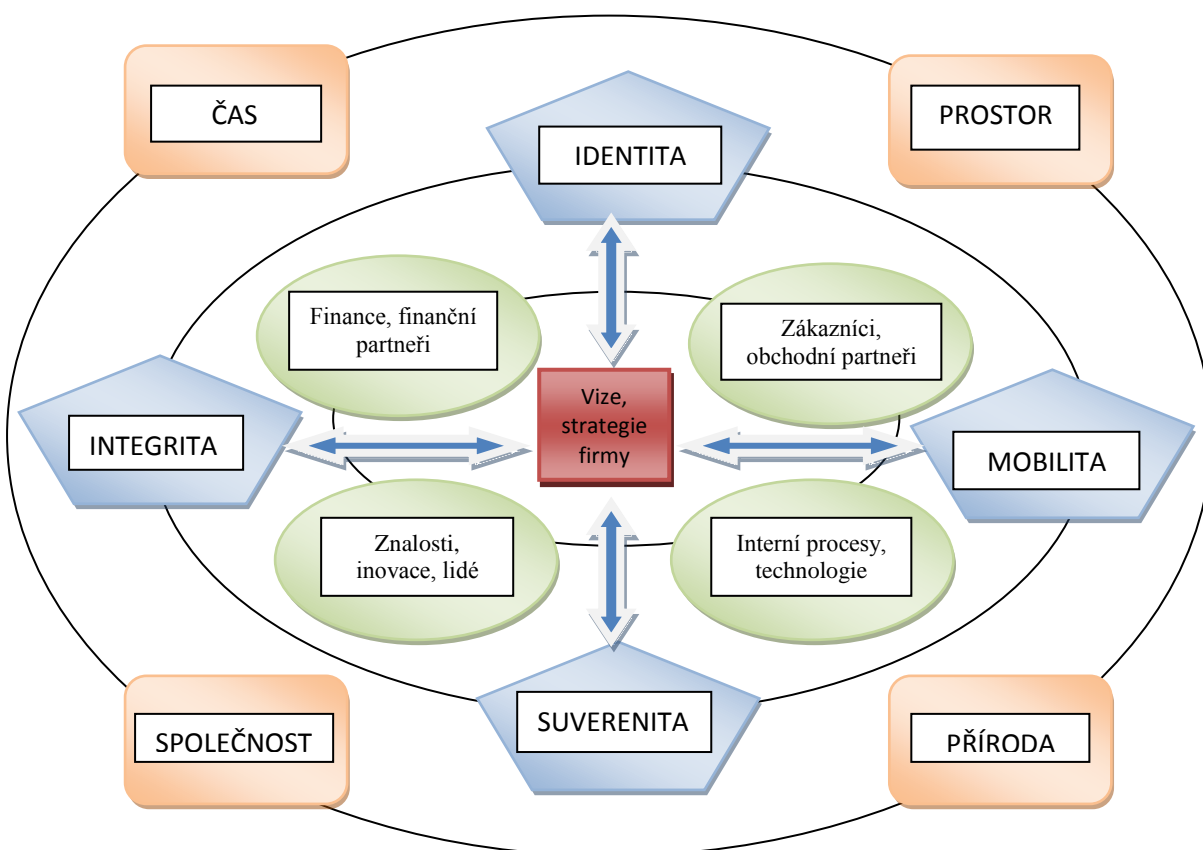 ČAS
PROSTOR
IDENTITA
Finance, finanční
partneři
Zákazníci,
obchodní partneři
Vize,
strategie
firmy
INTEGRITA
MOBILITA
Znalosti,
inovace, lidé
Interní procesy,
technologie
SUVERENITA
SPOLEČNOST
PŘÍRODA